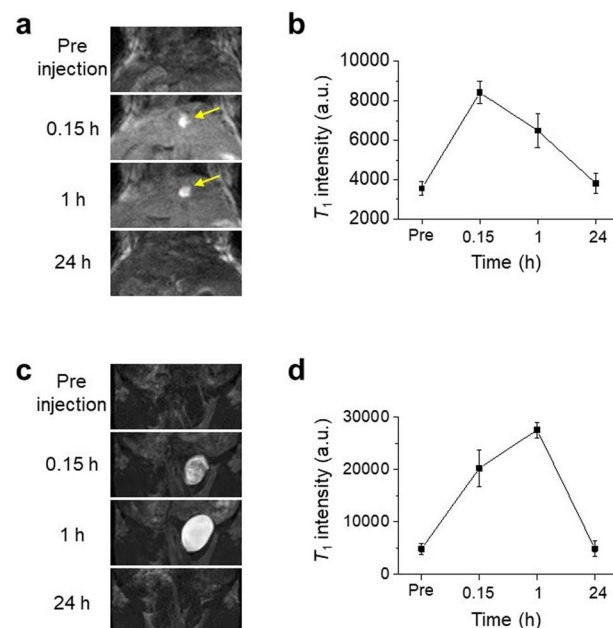 a
Pre
injection
0.15 h
1 h
24 h
b
10000
8000
6000
4000
2000
T₁ intensity (a.u.)
Pre 0.15 1 24
Time (h)
c
Pre
injection
0.15 h
1 h
24 h
d
30000
20000
10000
0
T₁ intensity (a.u.)
Pre 0.15 1 24
Time (h)